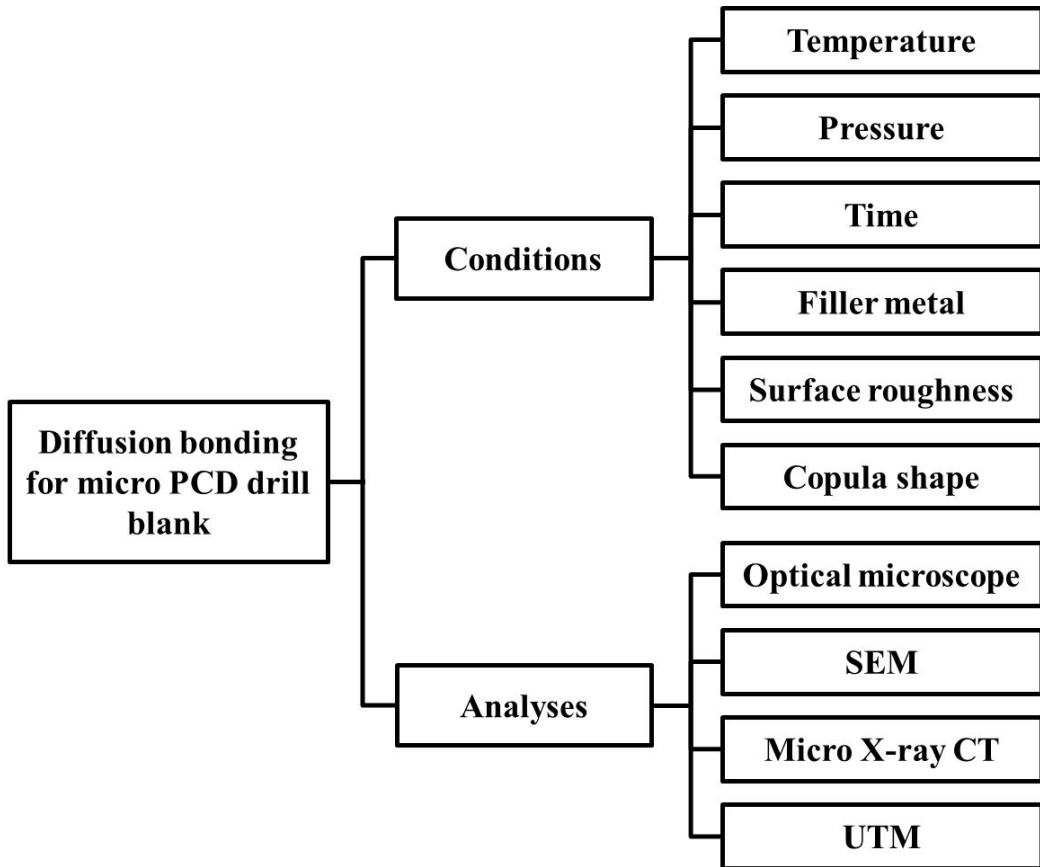 Diffusion bonding
for micro PCD drill
blank
Conditions
Temperature
Pressure
Time
Filler metal
Surface roughness
Copula shape
Analyses
Optical microscope
SEM
Micro X-ray CT
UTM